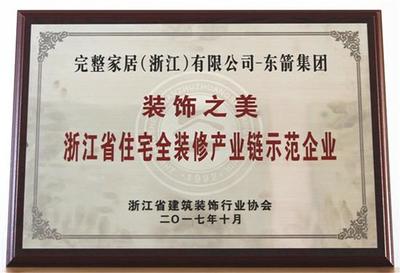 完整家居(浙江)有限公司-东箭集团
装饰之美
浙江省住宅全装修产业链示范企业
浙江省建筑装饰行业协会
二〇一七年十月
1992